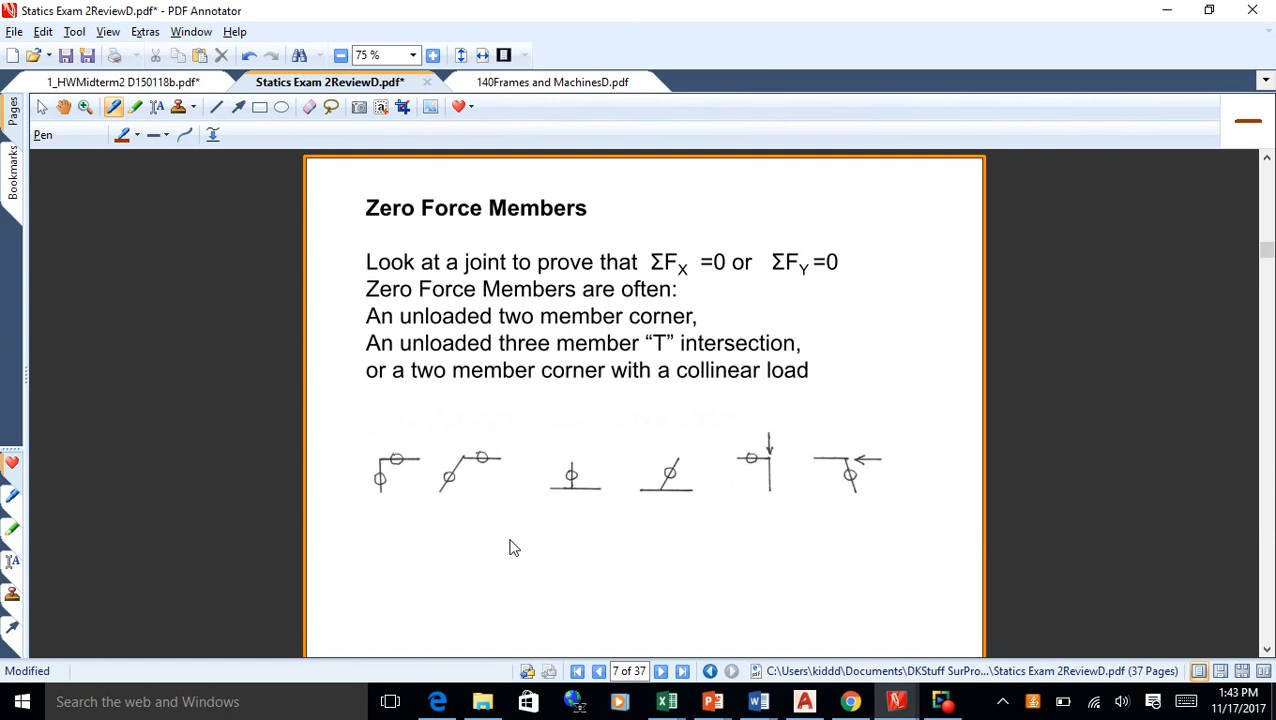 Statics Exam 2ReviewD.pdf* - PDF Annotator
File Edit Tool View Extras Window Help
75 %
1_HWMidterm2 D150118b.pdf* Statics Exam 2ReviewD.pdf* 140Frames and MachinesD.pdf
Pen
Pages
Bookmarks
Zero Force Members
Look at a joint to prove that ΣFX =0 or ΣFY =0
Zero Force Members are often:
An unloaded two member corner,
An unloaded three member “T” intersection,
or a two member corner with a collinear load
Modified 7 of 37 C:\Users\kiddd\Documents\DKStuff SurPro...\Statics Exam 2ReviewD.pdf (37 Pages)
Search the web and Windows
1:43 PM
11/17/2017